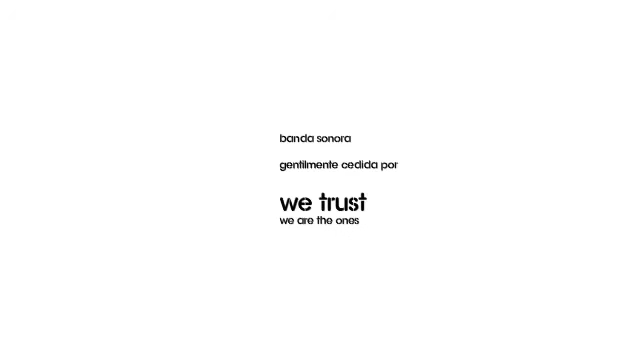 banda sonora
gentilmente cedida por
we trust
we are the ones